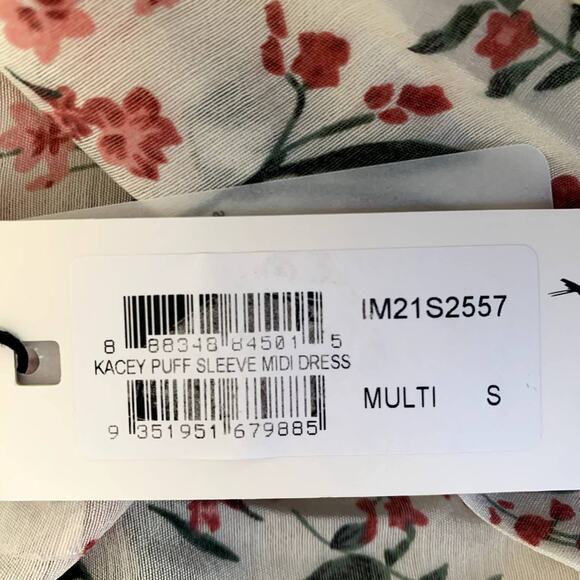 IM21S2557
8 88348 84501 5
KACEY PUFF SLEEVE MIDI DRESS
MULTI S
9 351951 679885